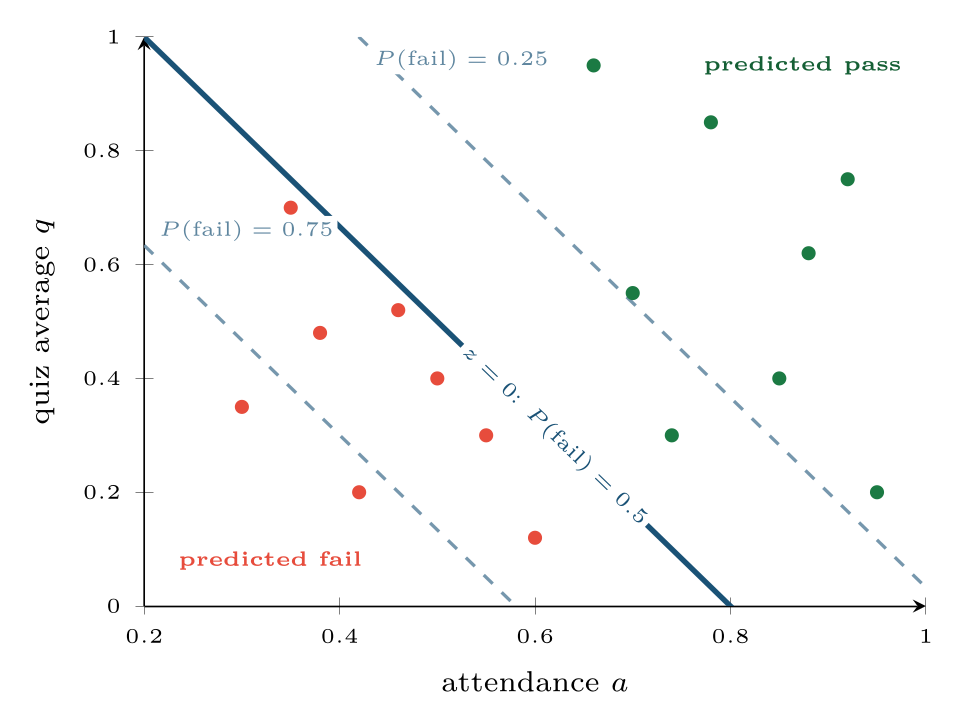 1
P(fail) = 0.25
predicted pass
0.8
P(fail) = 0.75
0.6
quiz average q
0.4
z = 0: P(fail) = 0.5
0.2
predicted fail
0
0.2
0.4
0.6
0.8
1
attendance a